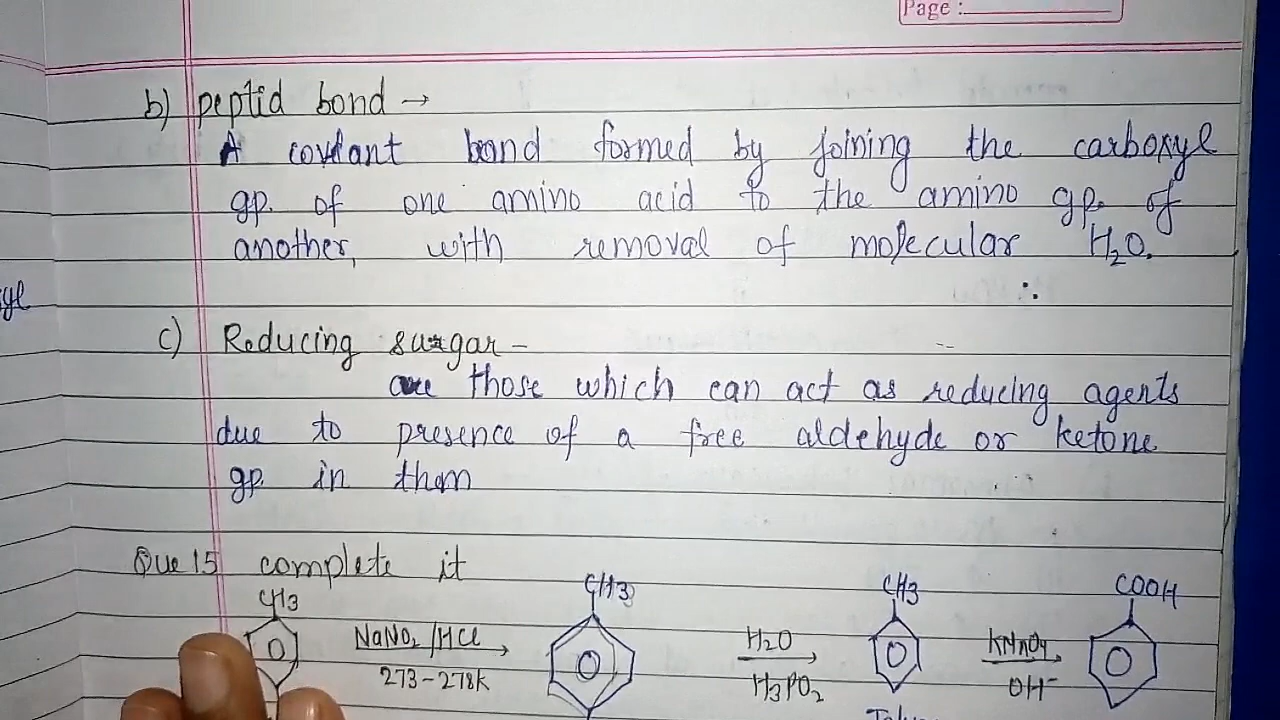 Page :
b) peptid bond →
A covlant bond formed by joining the carboxyl
gp. of one amino acid to the amino gp. of
another, with removal of molecular H₂O.
∴
yl
c) Reducing sugar –
are those which can act as reducing agents
due to presence of a free aldehyde or ketone
gp. in them
Que 15 complete it
CH3 CH3 CH3 COOH
NaNO₂/HCl H₂O KMnO4
273-278K H₃PO₂ OH⁻